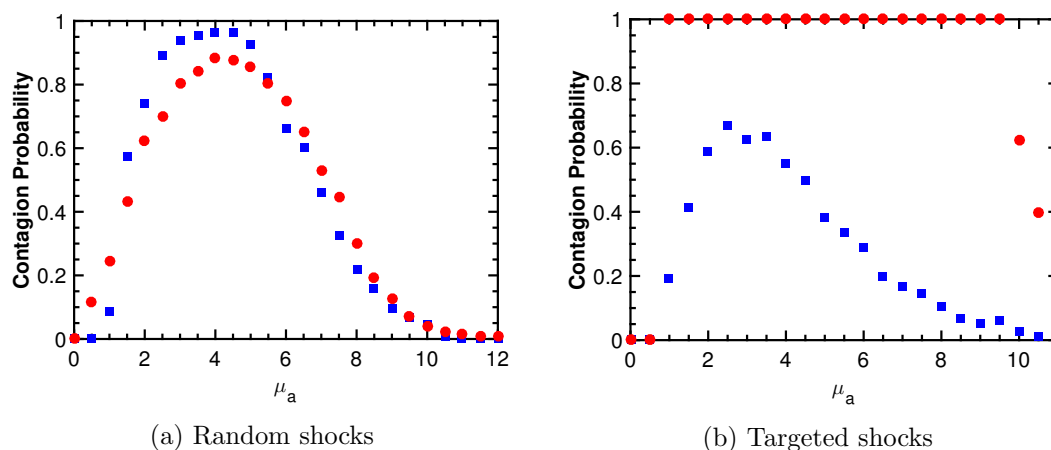 1
0.8
0.6
0.4
0.2
0
Contagion Probability
0 2 4 6 8 10 12
μa
(a) Random shocks
1
0.8
0.6
0.4
0.2
0
Contagion Probability
0 2 4 6 8 10
μa
(b) Targeted shocks